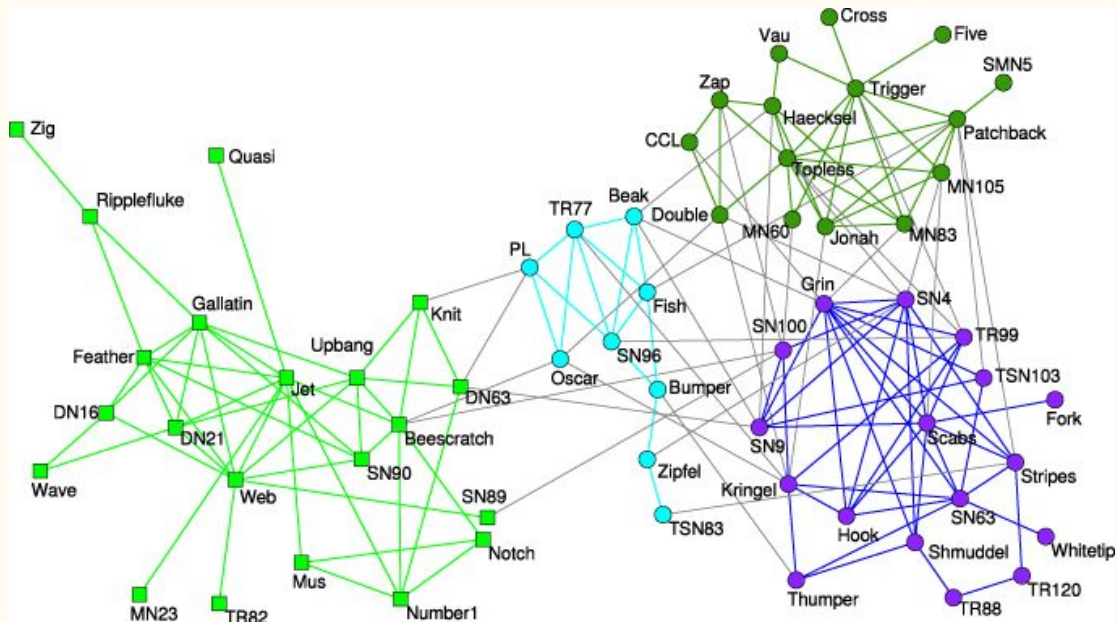 Cross
Five
Vau
SMN5
Zap
Trigger
Haecksel
Patchback
Zig
CCL
Quasi
Topless
MN105
Ripplefluke
Beak
TR77
Double
MN60
Jonah
MN83
PL
Grin
SN4
Gallatin
Knit
Fish
SN100
TR99
Feather
Upbang
SN96
Jet
Oscar
Bumper
TSN103
DN63
Fork
DN16
DN21
Beescratch
SN9
Scabs
SN90
Zipfel
Wave
Web
Kringel
Stripes
SN89
TSN83
Hook
SN63
Notch
Shmuddel
Whitetip
Mus
Thumper
TR120
MN23
TR82
Number1
TR88